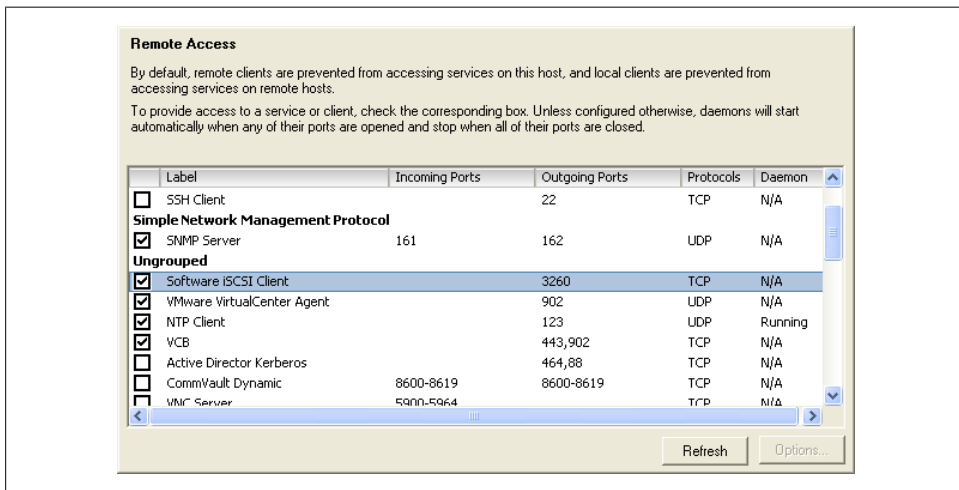 Remote Access
By default, remote clients are prevented from accessing services on this host, and local clients are prevented from
accessing services on remote hosts.
To provide access to a service or client, check the corresponding box. Unless configured otherwise, daemons will start
automatically when any of their ports are opened and stop when all of their ports are closed.
Label Incoming Ports Outgoing Ports Protocols Daemon
SSH Client 22 TCP N/A
Simple Network Management Protocol
SNMP Server 161 162 UDP N/A
Ungrouped
Software iSCSI Client 3260 TCP N/A
VMware VirtualCenter Agent 902 UDP N/A
NTP Client 123 UDP Running
VCB 443,902 TCP N/A
Active Director Kerberos 464,88 TCP N/A
CommVault Dynamic 8600-8619 8600-8619 TCP N/A
VNC Server 5900-5964 TCP N/A
Refresh Options...